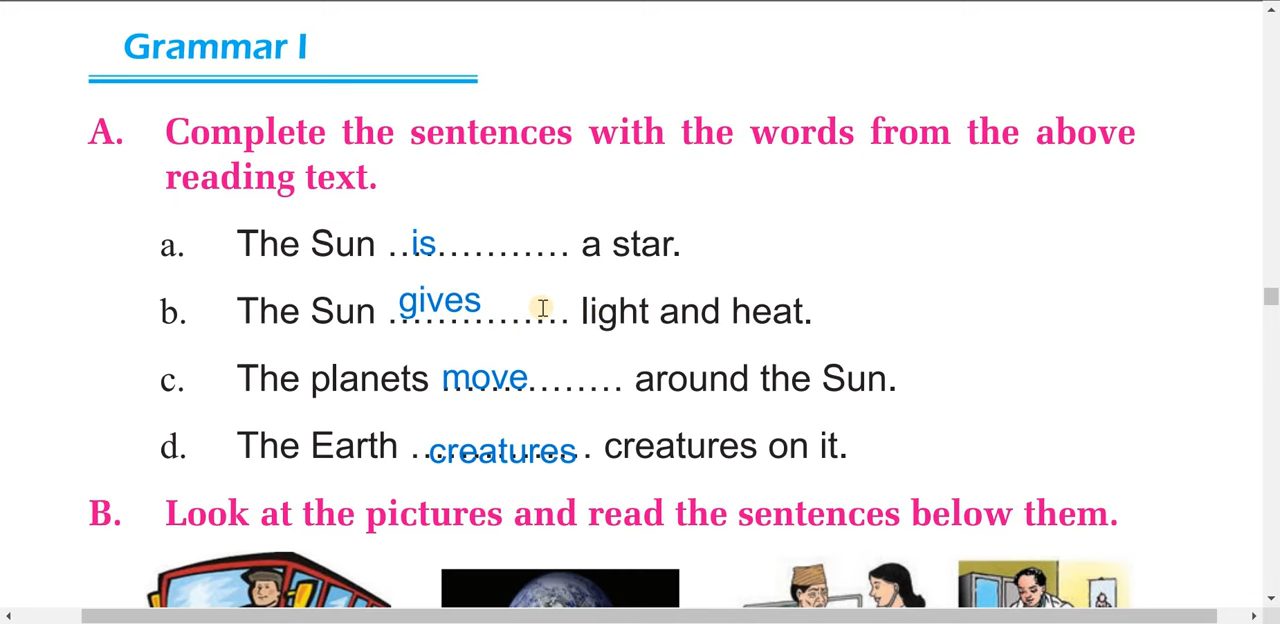 Grammar I
A. Complete the sentences with the words from the above
reading text.
a. The Sun ..is........... a star.
b. The Sun gives............... light and heat.
c. The planets move.............. around the Sun.
d. The Earth ..creatures. creatures on it.
B. Look at the pictures and read the sentences below them.